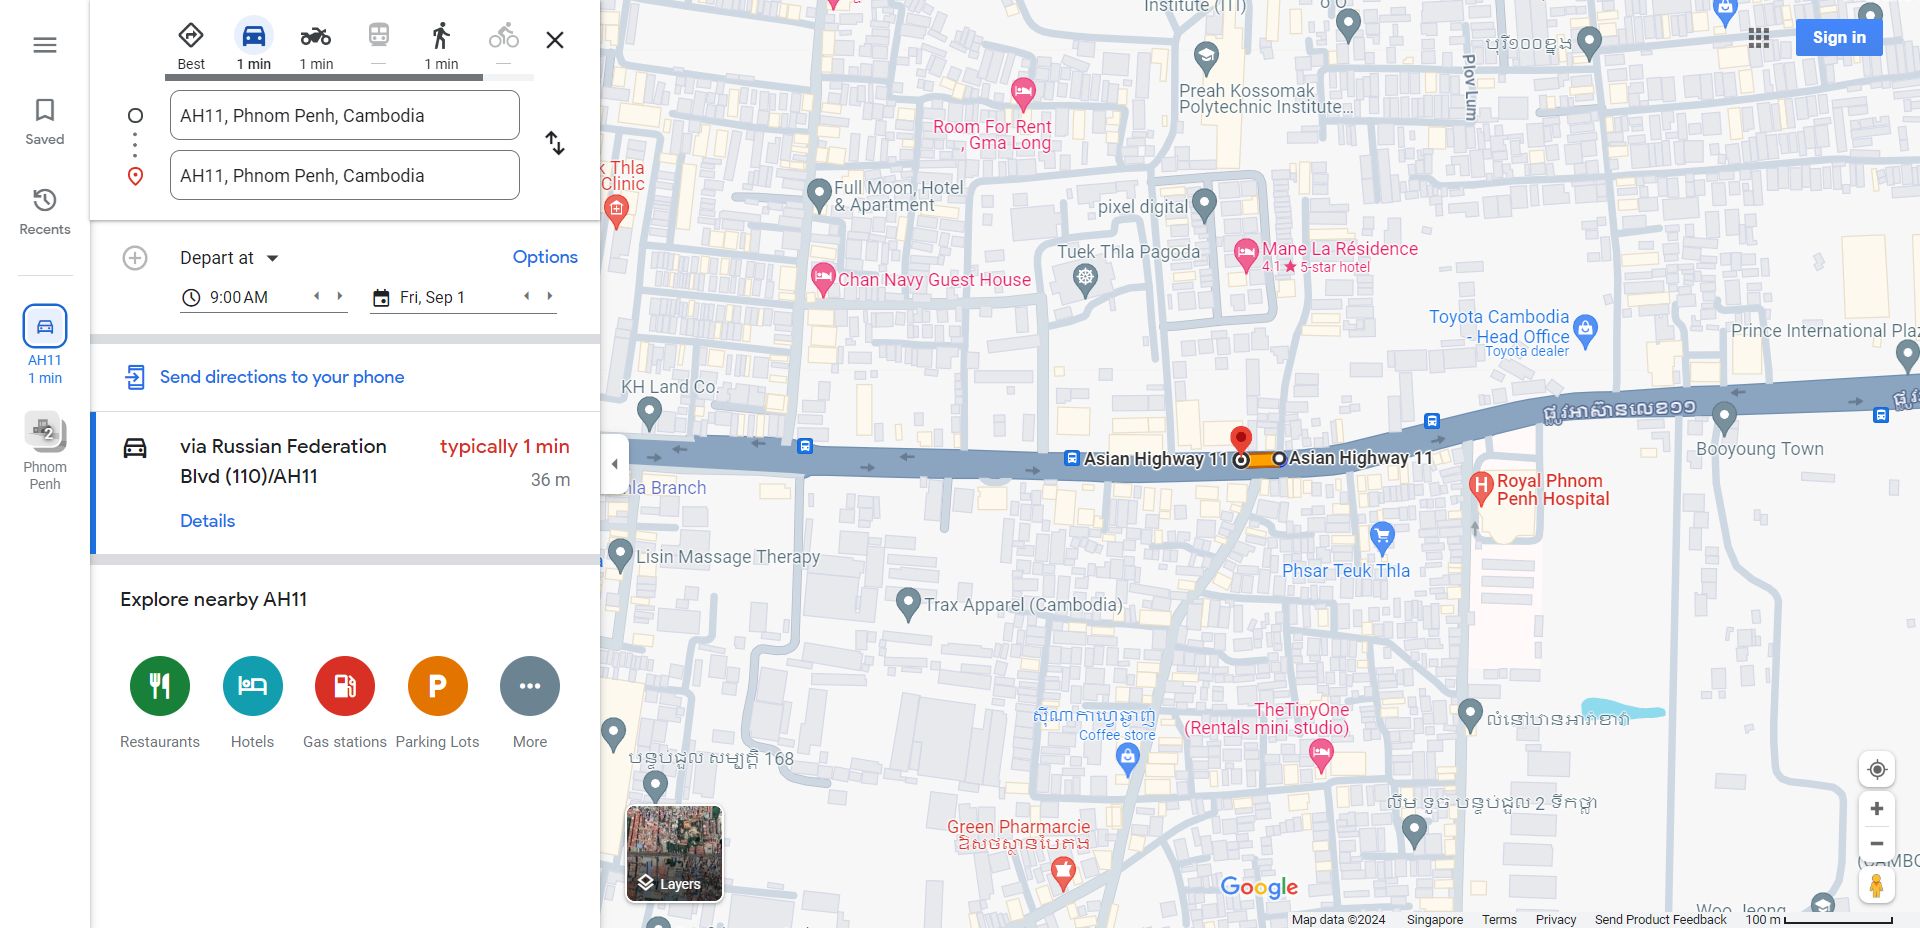 Saved
Recents
AH11
1 min
2
Phnom
Penh
Best
1 min
1 min
1 min
AH11, Phnom Penh, Cambodia
AH11, Phnom Penh, Cambodia
Depart at
Options
9:00 AM
Fri, Sep 1
Send directions to your phone
via Russian Federation
Blvd (110)/AH11
typically 1 min
36 m
Details
Explore nearby AH11
Restaurants
Hotels
Gas stations
P
Parking Lots
More
Institute (ITI)
បុរី១០០ខ្នង
Sign in
Plov Lum
Preah Kossomak
Polytechnic Institute...
Room For Rent
, Gma Long
k Thla
Clinic
Full Moon, Hotel
& Apartment
pixel digital
Tuek Thla Pagoda
Mane La Résidence
4.1★ 5-star hotel
Chan Navy Guest House
Toyota Cambodia
- Head Office
Toyota dealer
Prince International Plaz
KH Land Co.
ផ្លូវអាស៊ានលេខ១១
Booyoung Town
Asian Highway 11
Asian Highway 11
hla Branch
H
Royal Phnom
Penh Hospital
Lisin Massage Therapy
Phsar Teuk Thla
Trax Apparel (Cambodia)
ស៊ីណាកាហ្វេឆ្ងាញ់
Coffee store
TheTinyOne
(Rentals mini studio)
លំនៅឋានអារ៉ាខាវ៉ា
បន្ទប់ជួល សម្បត្តិ 168
លីម ទូច បន្ទប់ជួល 2 ទឹកថ្លា
Green Pharmarcie
ឱសថស្ថានបៃតង
Layers
Google
Woo Jeong
Map data ©2024
Singapore
Terms
Privacy
Send Product Feedback
100 m